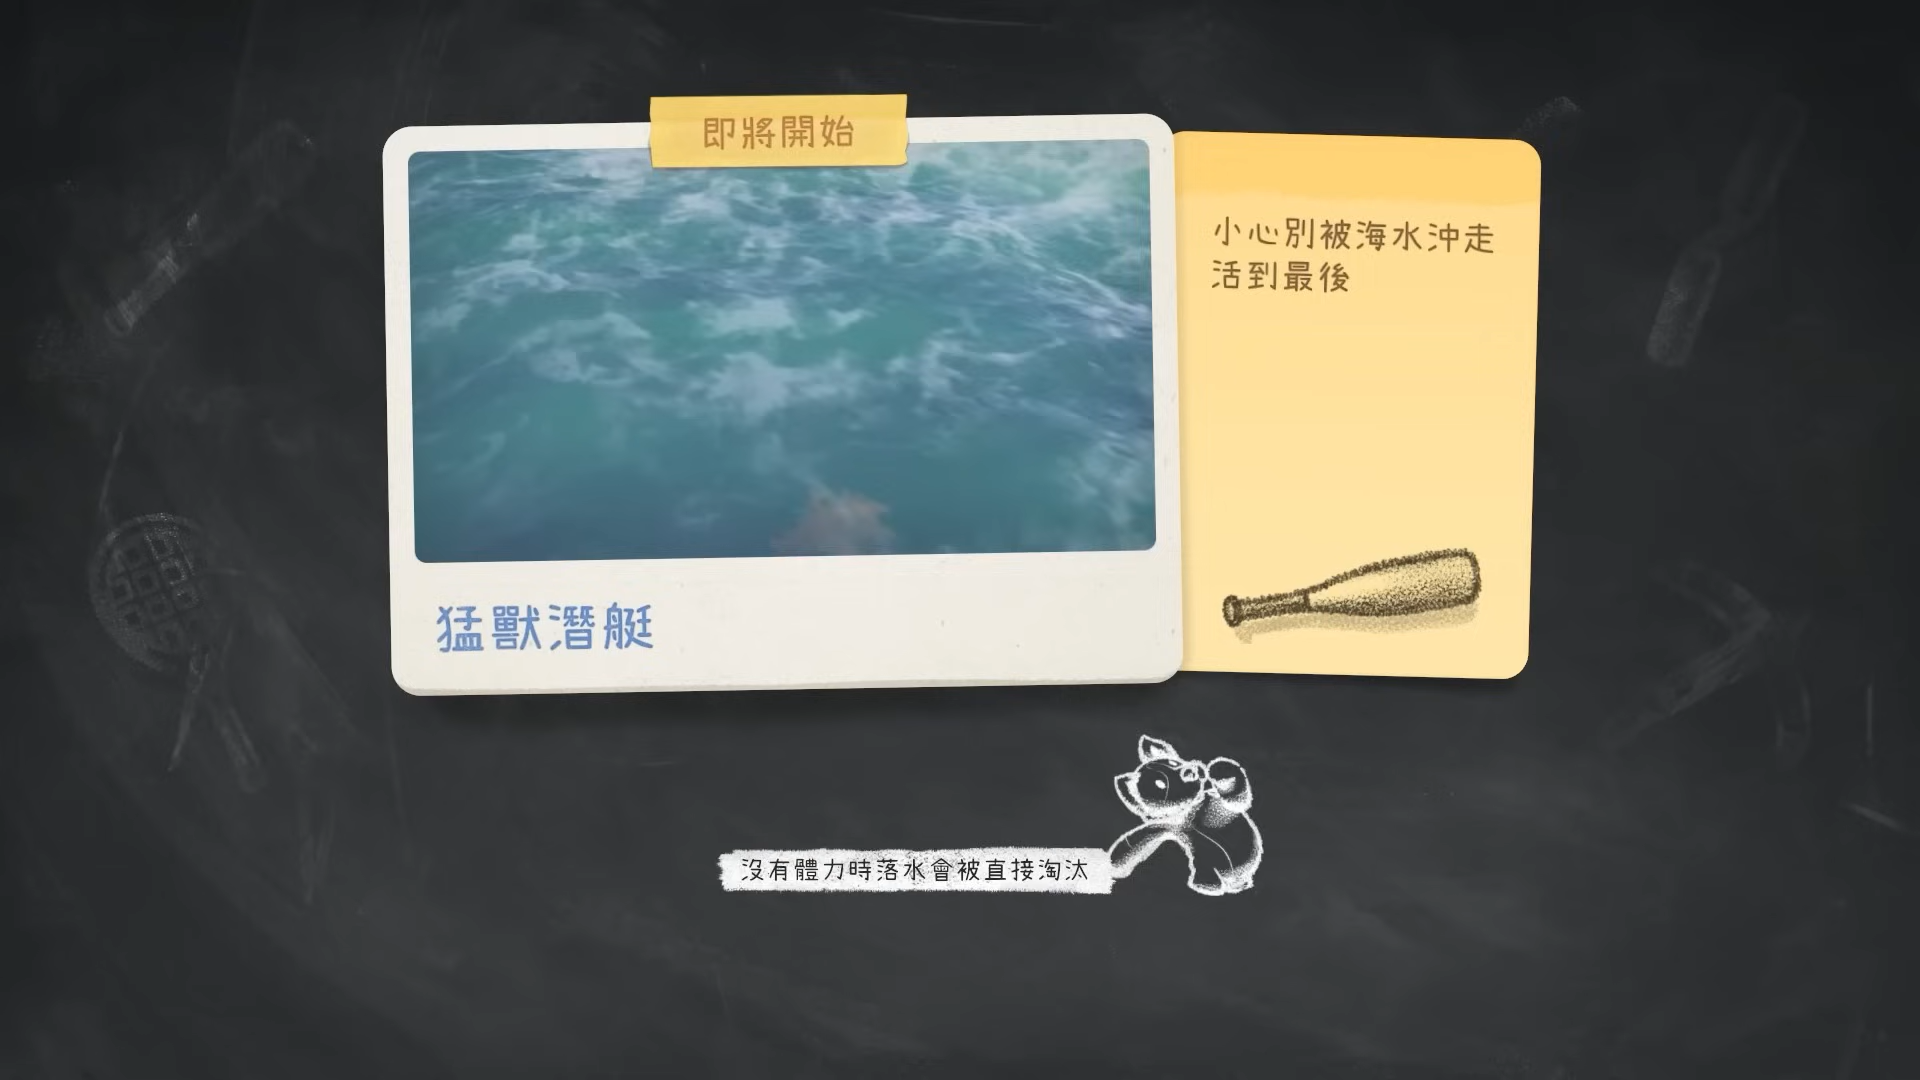 即將開始
小心別被海水沖走
活到最後
猛獸潛艇
沒有體力時落水會被直接淘汰